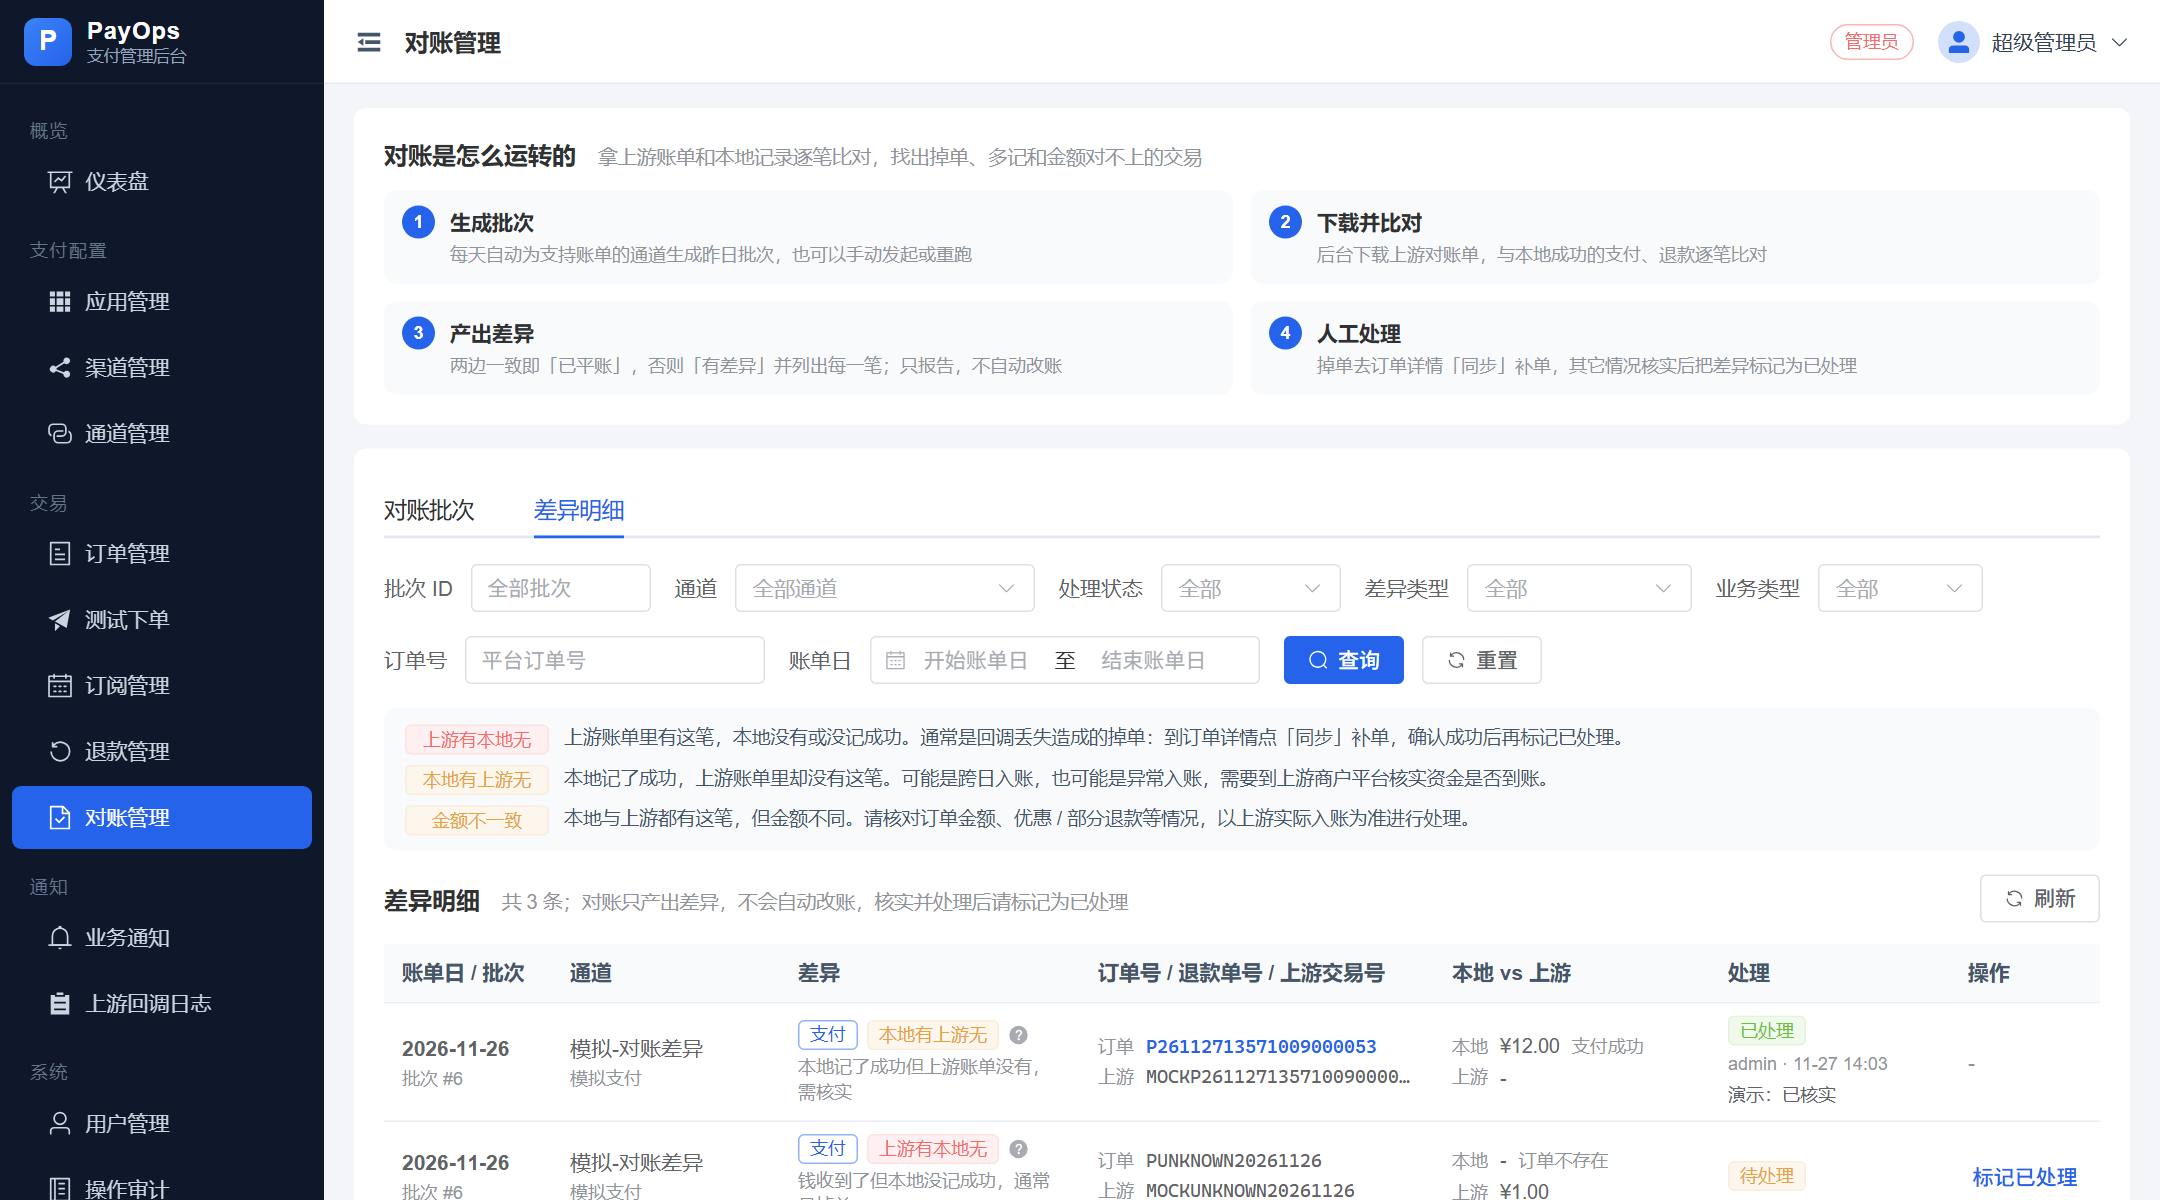 P
PayOps
支付管理后台
概览
仪表盘
支付配置
应用管理
渠道管理
通道管理
交易
订单管理
测试下单
订阅管理
退款管理
对账管理
通知
业务通知
上游回调日志
系统
用户管理
操作审计
对账管理
管理员
超级管理员
对账是怎么运转的 拿上游账单和本地记录逐笔比对，找出掉单、多记和金额对不上的交易
1 生成批次
每天自动为支持账单的通道生成昨日批次，也可以手动发起或重跑
2 下载并比对
后台下载上游对账单，与本地成功的支付、退款逐笔比对
3 产出差异
两边一致即「已平账」，否则「有差异」并列出每一笔；只报告，不自动改账
4 人工处理
掉单去订单详情「同步」补单，其它情况核实后把差异标记为已处理
对账批次 差异明细
批次 ID 全部批次 通道 全部通道 处理状态 全部 差异类型 全部 业务类型 全部
订单号 平台订单号 账单日 开始账单日 至 结束账单日 查询 重置
上游有本地无 上游账单里有这笔，本地没有或没记成功。通常是回调丢失造成的掉单：到订单详情点「同步」补单，确认成功后再标记已处理。
本地有上游无 本地记了成功，上游账单里却没有这笔。可能是跨日入账，也可能是异常入账，需要到上游商户平台核实资金是否到账。
金额不一致 本地与上游都有这笔，但金额不同。请核对订单金额、优惠 / 部分退款等情况，以上游实际入账为准进行处理。
差异明细 共 3 条；对账只产出差异，不会自动改账，核实并处理后请标记为已处理
刷新
账单日 / 批次 通道 差异 订单号 / 退款单号 / 上游交易号 本地 vs 上游 处理 操作
2026-11-26
批次 #6
模拟-对账差异
模拟支付
支付 本地有上游无 ?
本地记了成功但上游账单没有，
需核实
订单 P26112713571009000053
上游 MOCKP261127135710090000...
本地 ¥12.00 支付成功
上游 -
已处理
admin · 11-27 14:03
演示：已核实
-
2026-11-26
批次 #6
模拟-对账差异
模拟支付
支付 上游有本地无 ?
钱收到了但本地没记成功，通常
订单 PUNKNOWN20261126
上游 MOCKUNKNOWN20261126
本地 - 订单不存在
上游 ¥1.00
待处理
标记已处理